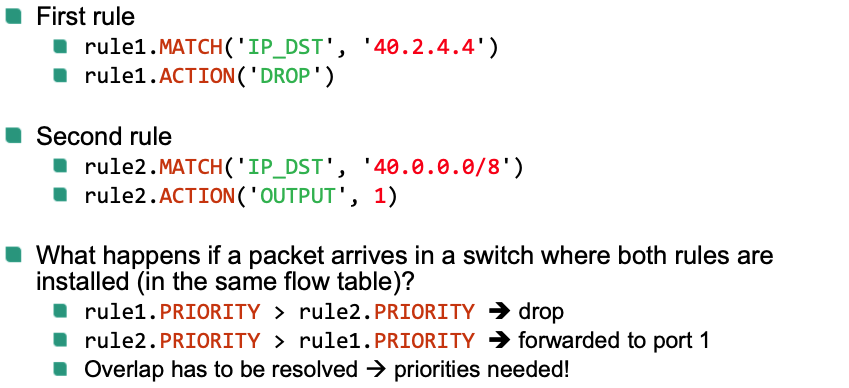 First rule
rule1.MATCH('IP_DST', '40.2.4.4')
rule1.ACTION('DROP')
Second rule
rule2.MATCH('IP_DST', '40.0.0.0/8')
rule2.ACTION('OUTPUT', 1)
What happens if a packet arrives in a switch where both rules are
installed (in the same flow table)?
rule1.PRIORITY > rule2.PRIORITY ➔ drop
rule2.PRIORITY > rule1.PRIORITY ➔ forwarded to port 1
Overlap has to be resolved → priorities needed!